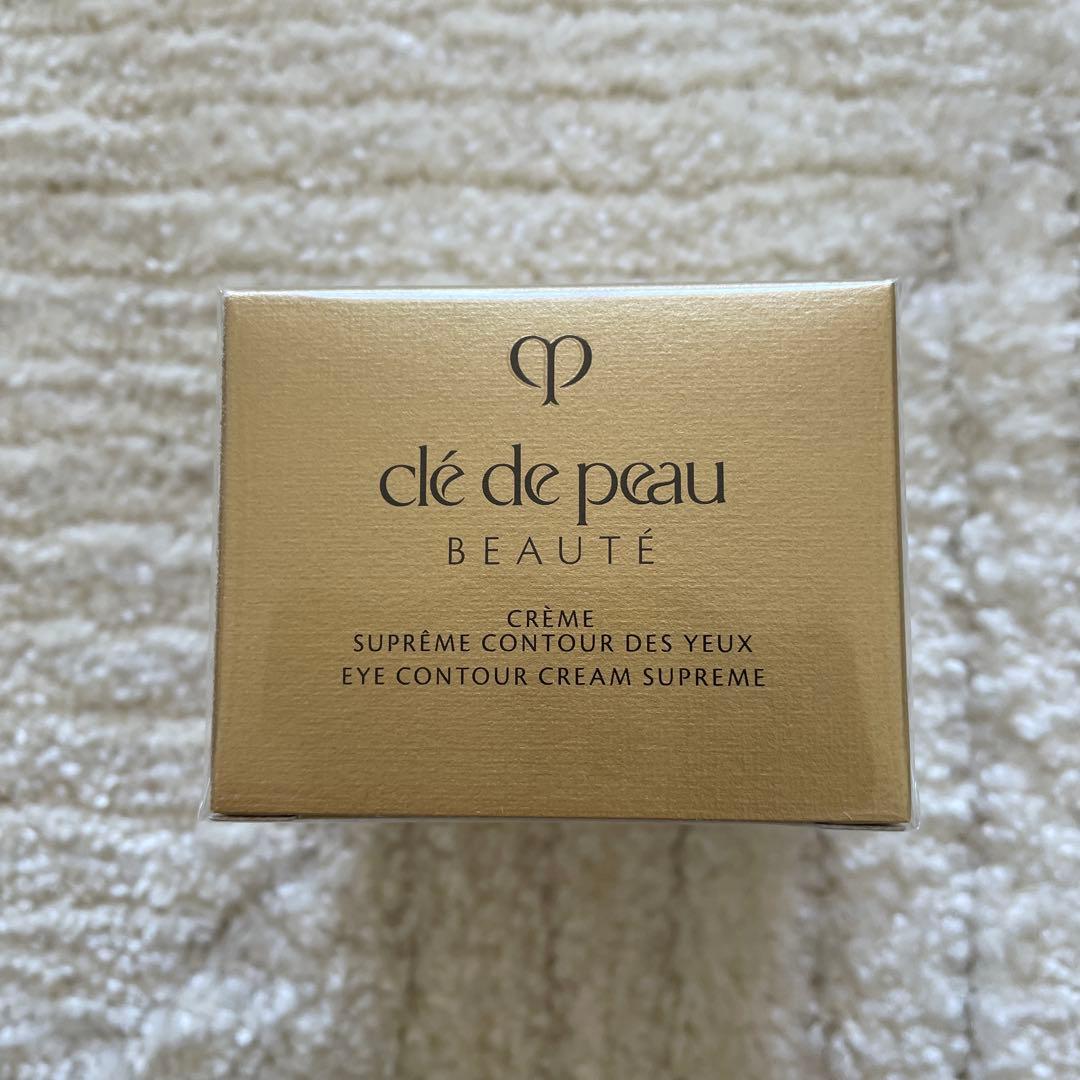 clé de peau
BEAUTÉ
CRÈME
SUPRÊME CONTOUR DES YEUX
EYE CONTOUR CREAM SUPREME